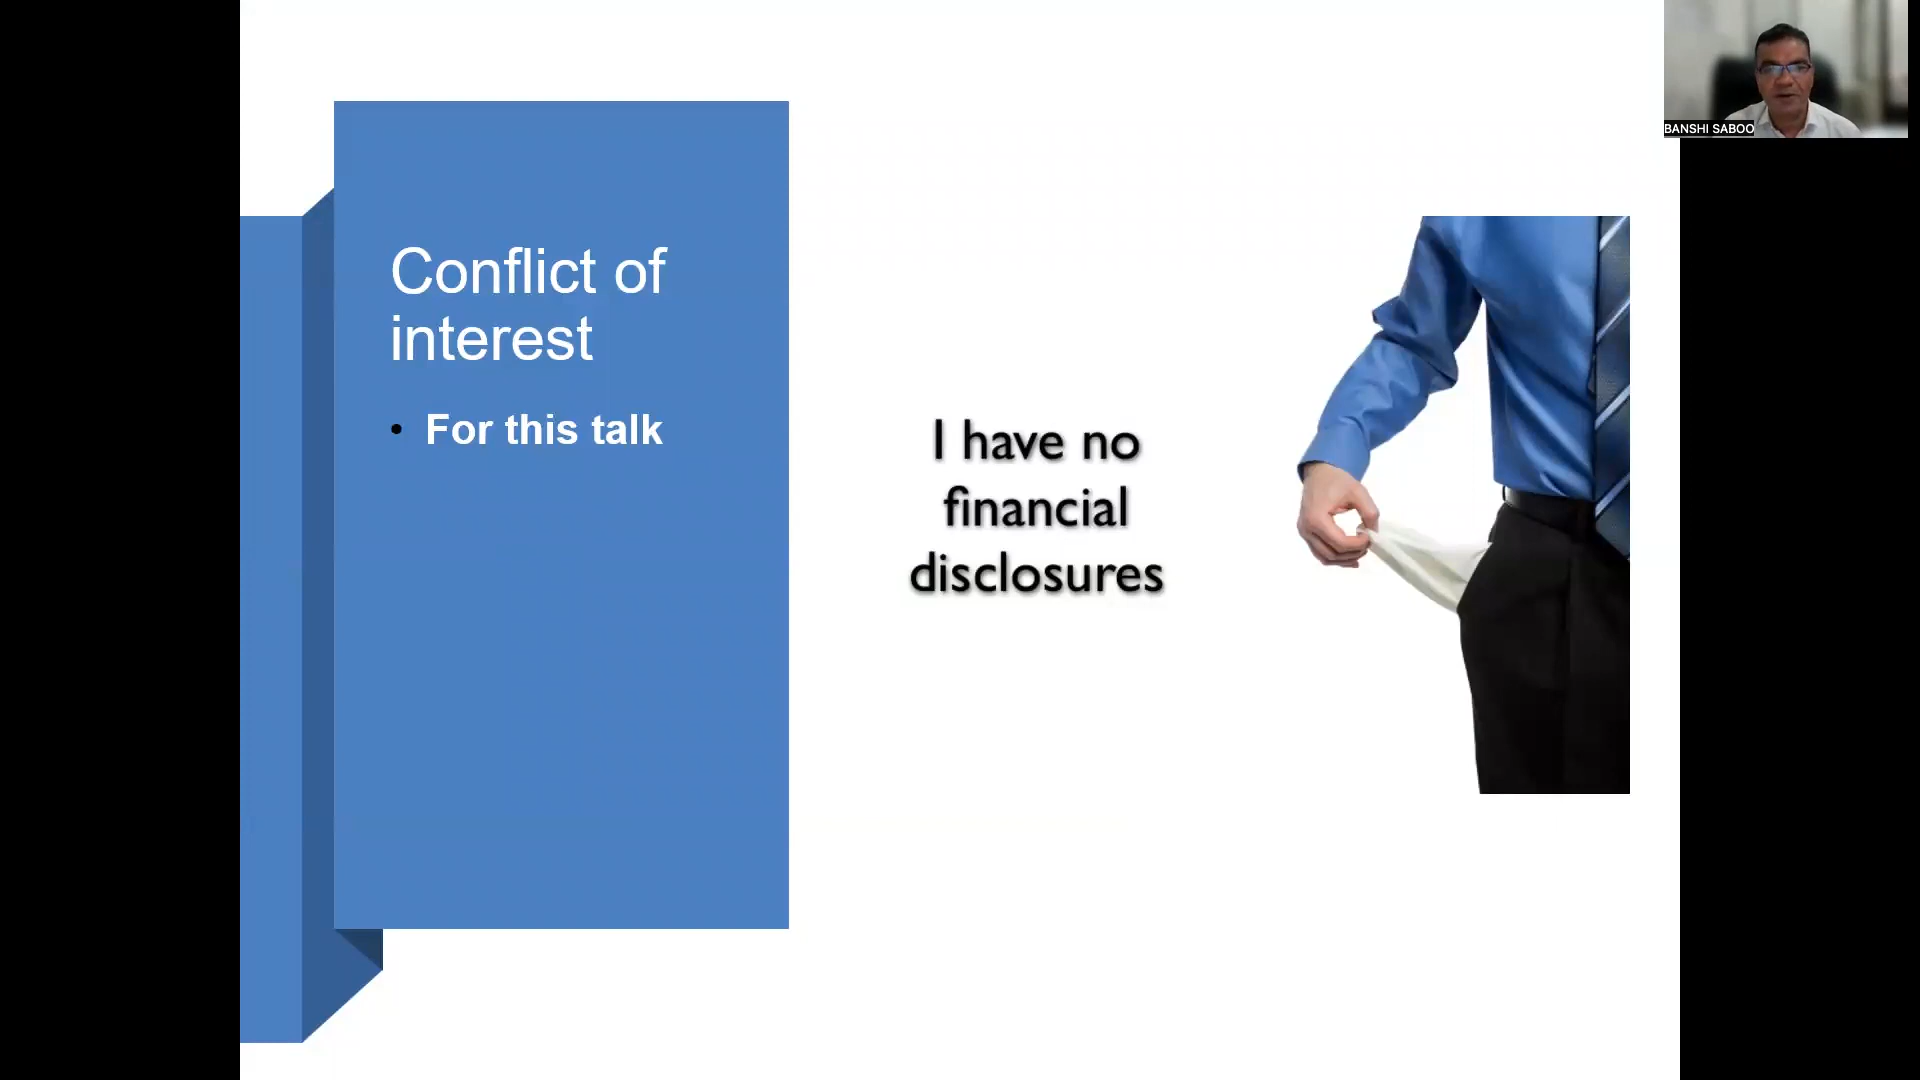 Conflict of
interest
• For this talk
I have no
financial
disclosures
BANSHI SABOO